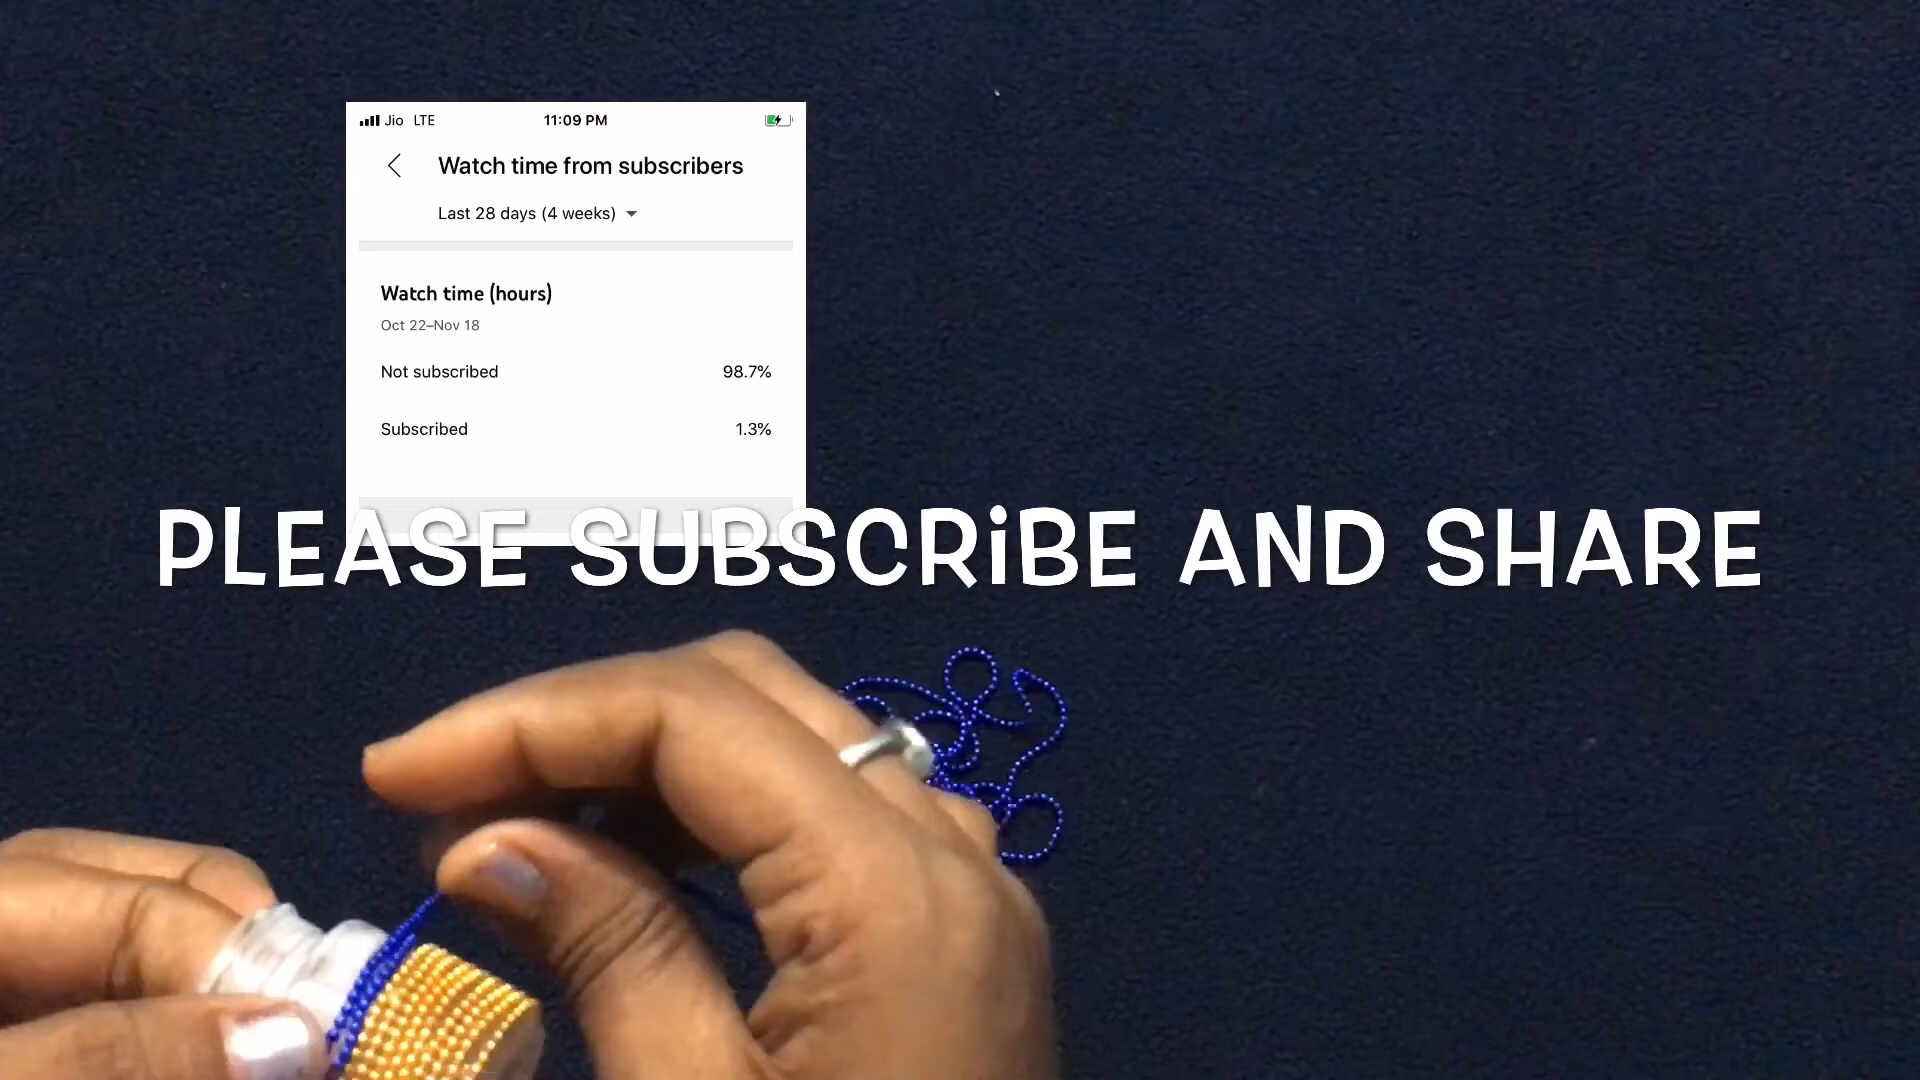 Jio LTE 11:09 PM
Watch time from subscribers
Last 28 days (4 weeks)
Watch time (hours)
Oct 22–Nov 18
Not subscribed 98.7%
Subscribed 1.3%
PLEASE SUBSCRiBE AND SHARE